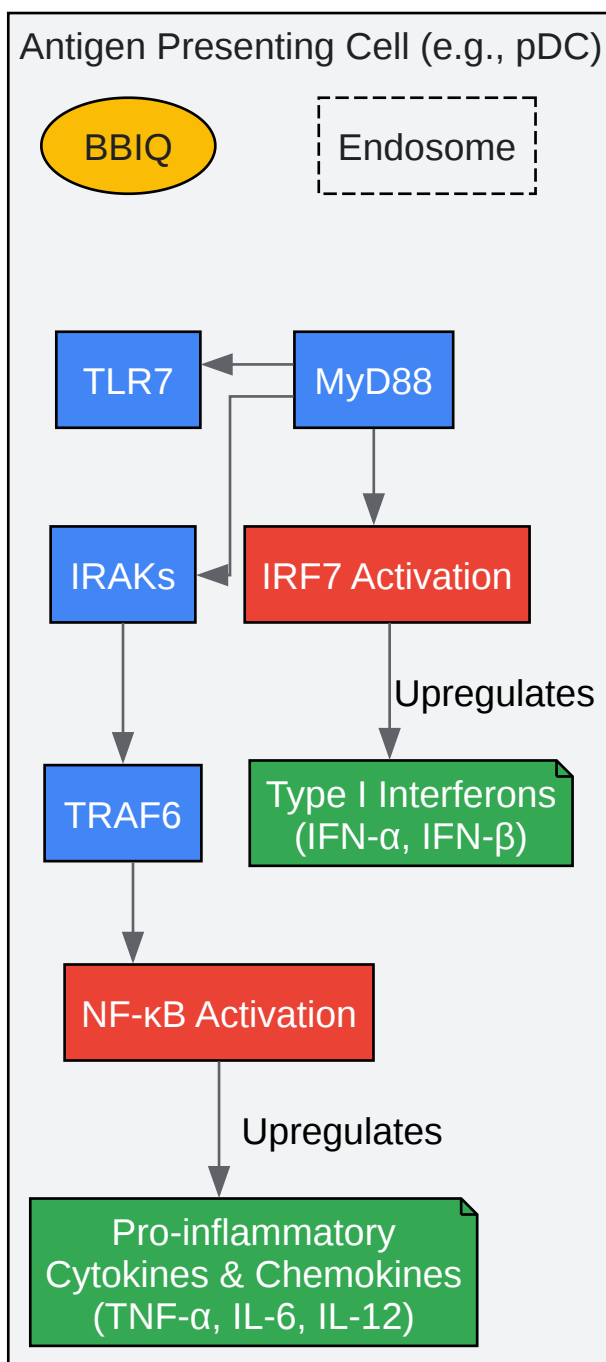 Antigen Presenting Cell (e.g., pDC)
BBIQ
Endosome
TLR7
MyD88
IRAKs
IRF7 Activation
Upregulates
TRAF6
Type I Interferons
(IFN-α, IFN-β)
NF-κB Activation
Upregulates
Pro-inflammatory
Cytokines & Chemokines
(TNF-α, IL-6, IL-12)